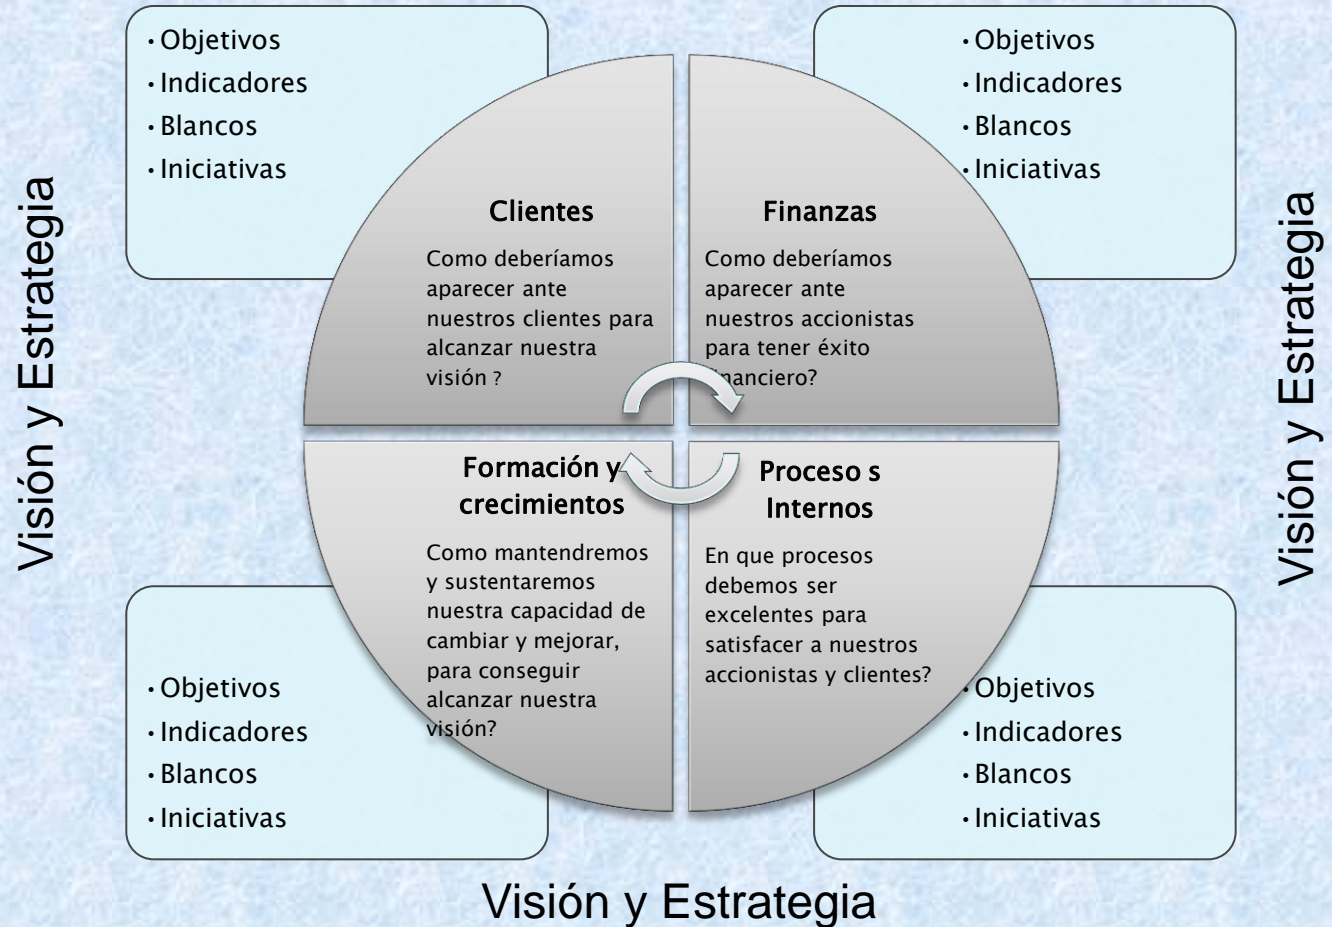 • Objetivos
• Indicadores
• Blancos
• Iniciativas
• Objetivos
• Indicadores
• Blancos
• Iniciativas
Visión y Estrategia
Clientes
Como deberíamos
aparecer ante
nuestros clientes para
alcanzar nuestra
visión ?
Finanzas
Como deberíamos
aparecer ante
nuestros accionistas
para tener éxito
financiero?
Visión y Estrategia
Formación y
crecimientos
Como mantendremos
y sustentaremos
nuestra capacidad de
cambiar y mejorar,
para conseguir
alcanzar nuestra
visión?
Proceso s
Internos
En que procesos
debemos ser
excelentes para
satisfacer a nuestros
accionistas y clientes?
• Objetivos
• Indicadores
• Blancos
• Iniciativas
• Objetivos
• Indicadores
• Blancos
• Iniciativas
Visión y Estrategia